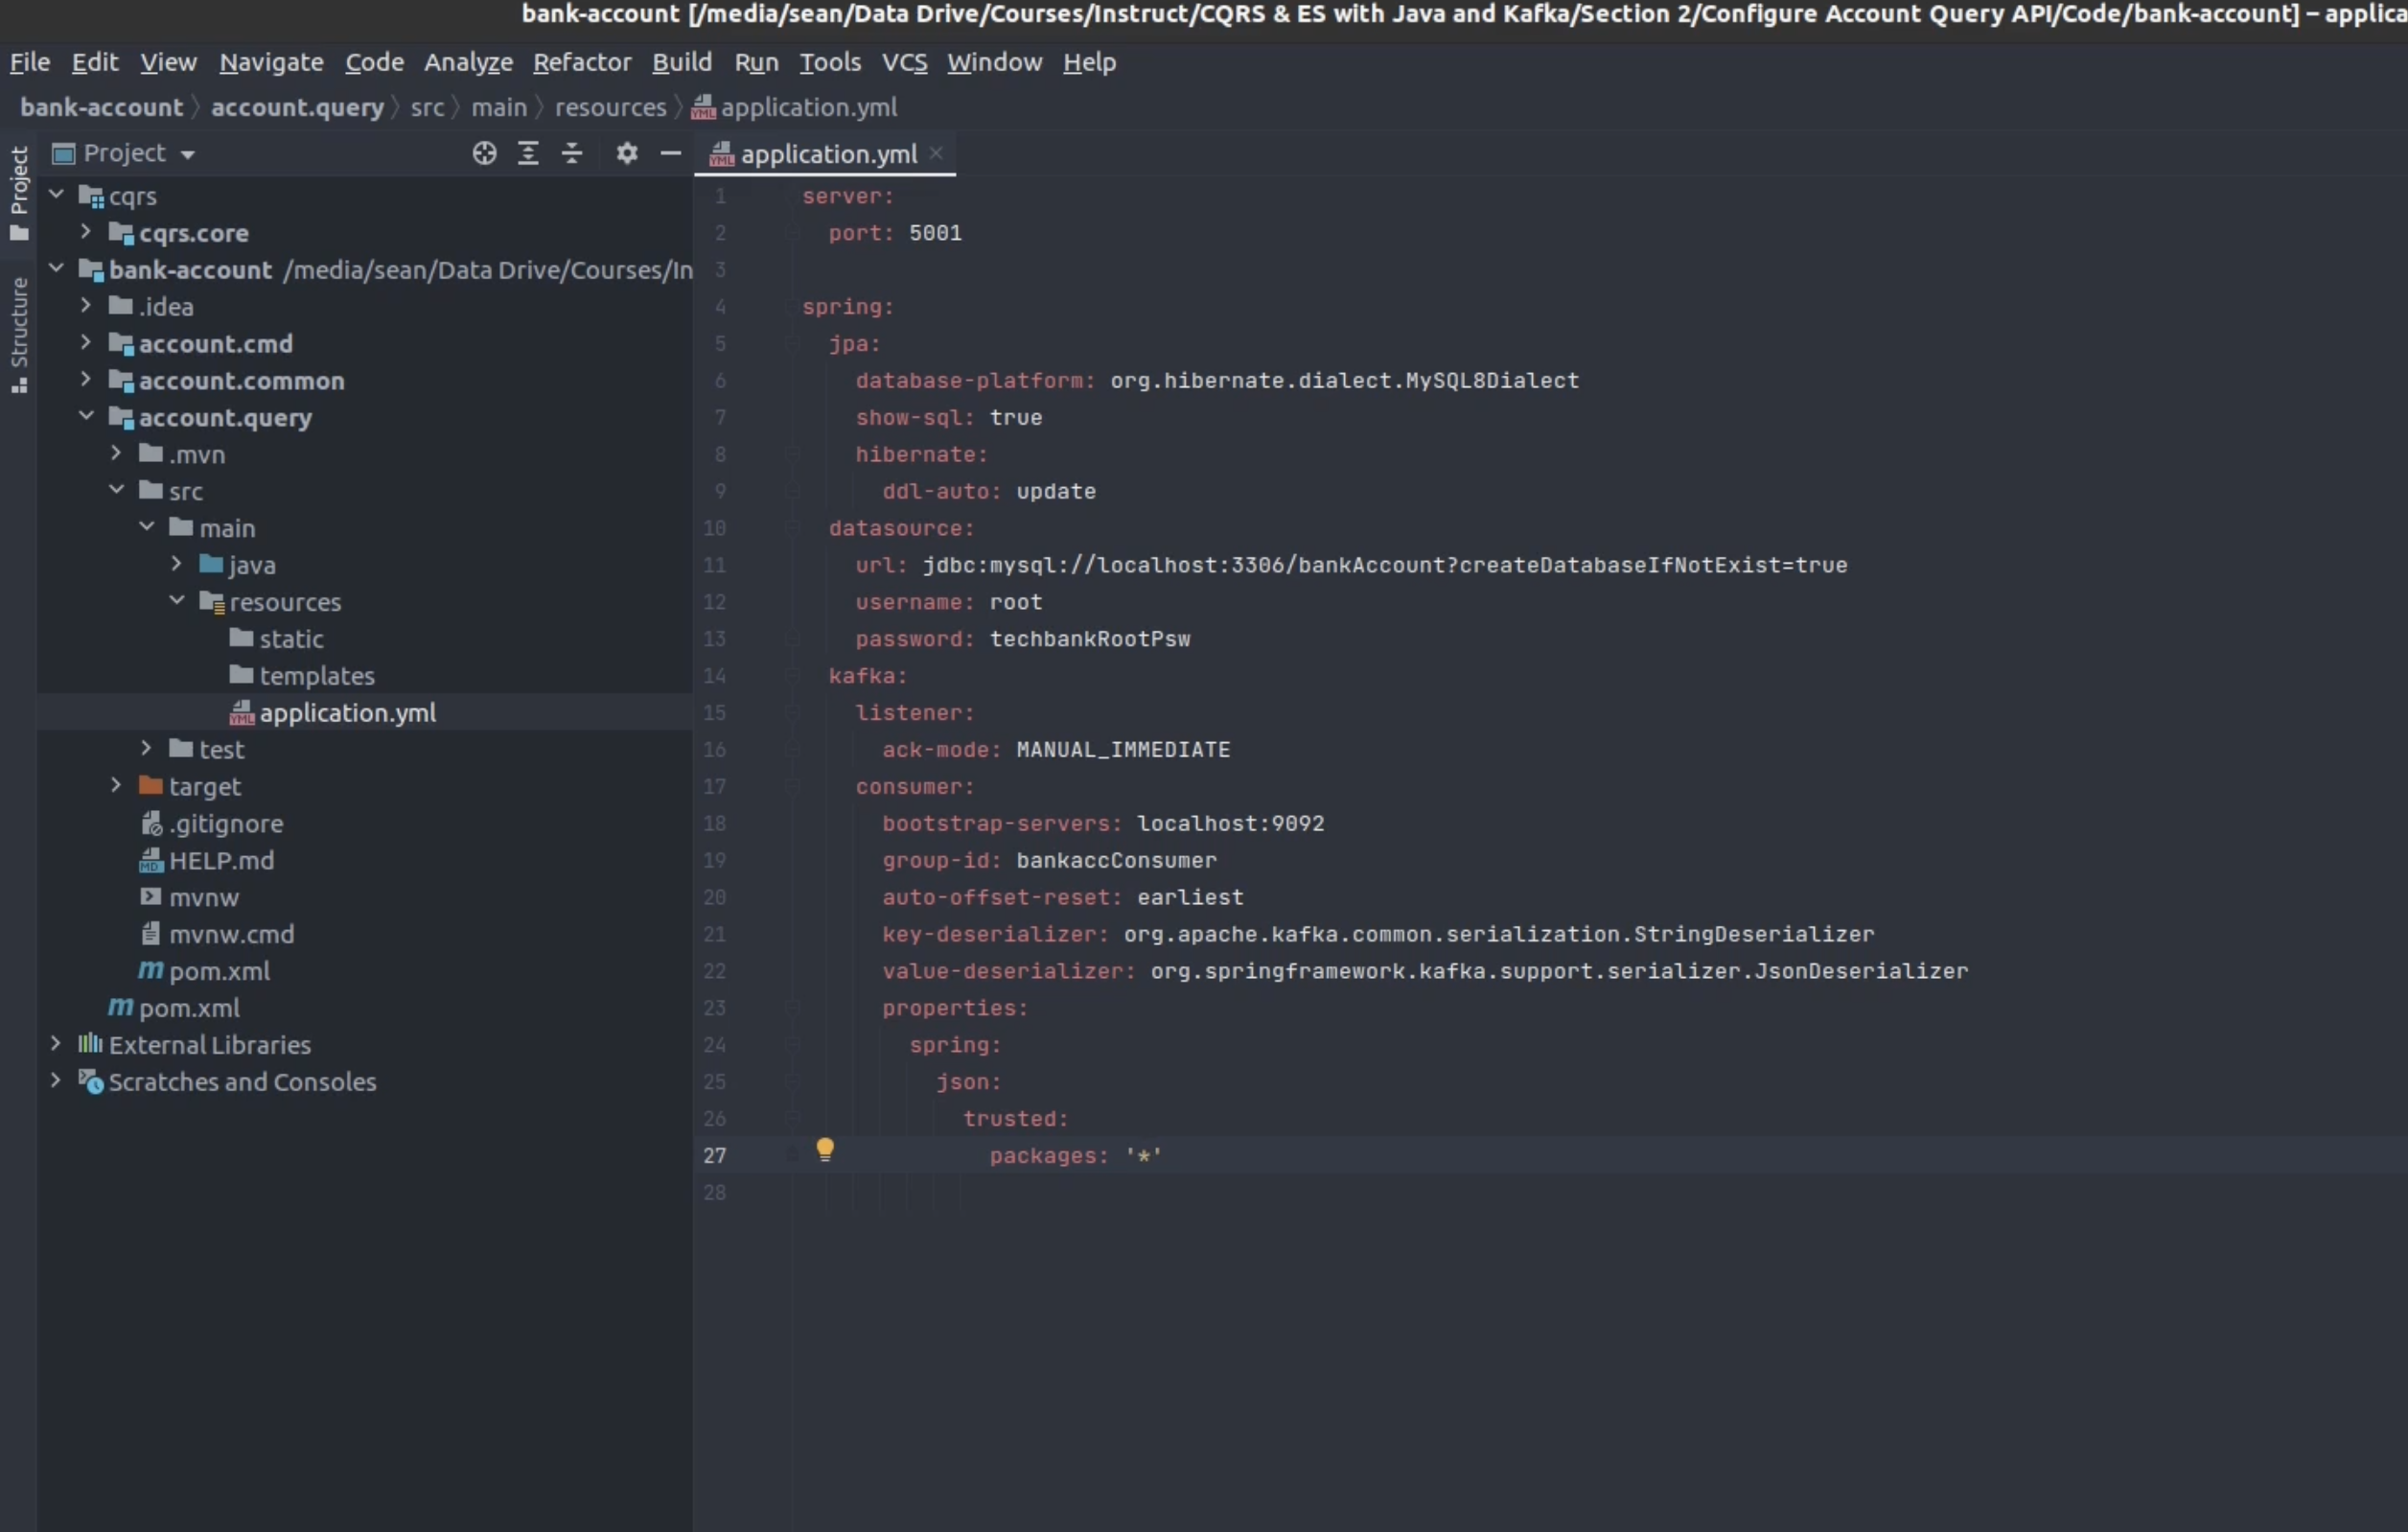 bank-account [/media/sean/Data Drive/Courses/Instruct/CQRS & ES with Java and Kafka/Section 2/Configure Account Query API/Code/bank-account] – applica
File Edit View Navigate Code Analyze Refactor Build Run Tools VCS Window Help
bank-account account.query src main resources application.yml
Project
Structure
Project
cqrs
cqrs.core
bank-account /media/sean/Data Drive/Courses/In
.idea
account.cmd
account.common
account.query
.mvn
src
main
java
resources
static
templates
application.yml
test
target
.gitignore
HELP.md
mvnw
mvnw.cmd
pom.xml
pom.xml
External Libraries
Scratches and Consoles
application.yml
1 server:
2   port: 5001
3
4 spring:
5   jpa:
6     database-platform: org.hibernate.dialect.MySQL8Dialect
7     show-sql: true
8     hibernate:
9       ddl-auto: update
10   datasource:
11     url: jdbc:mysql://localhost:3306/bankAccount?createDatabaseIfNotExist=true
12     username: root
13     password: techbankRootPsw
14   kafka:
15     listener:
16       ack-mode: MANUAL_IMMEDIATE
17     consumer:
18       bootstrap-servers: localhost:9092
19       group-id: bankaccConsumer
20       auto-offset-reset: earliest
21       key-deserializer: org.apache.kafka.common.serialization.StringDeserializer
22       value-deserializer: org.springframework.kafka.support.serializer.JsonDeserializer
23       properties:
24         spring:
25           json:
26             trusted:
27               packages: '*'
28